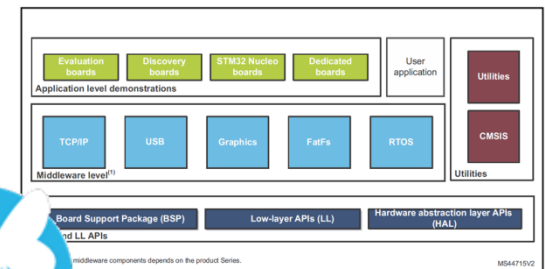 Evaluation
boards
Discovery
boards
STM32 Nucleo
boards
Dedicated
boards
Application level demonstrations
User
application
Utilities
CMSIS
Utilities
TCP/IP
USB
Graphics
FatFs
RTOS
Middleware level(1)
Board Support Package (BSP)
Low-layer APIs (LL)
Hardware abstraction layer APIs
(HAL)
and LL APIs
middleware components depends on the product Series.
MS44715V2